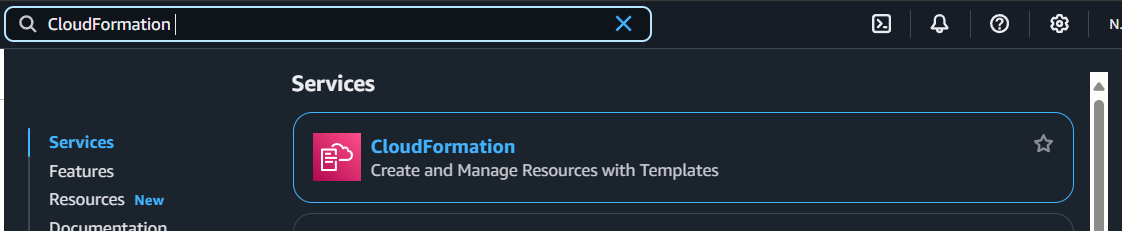 CloudFormation
N.
Services
Services
CloudFormation
Create and Manage Resources with Templates
Features
Resources New
Documentation